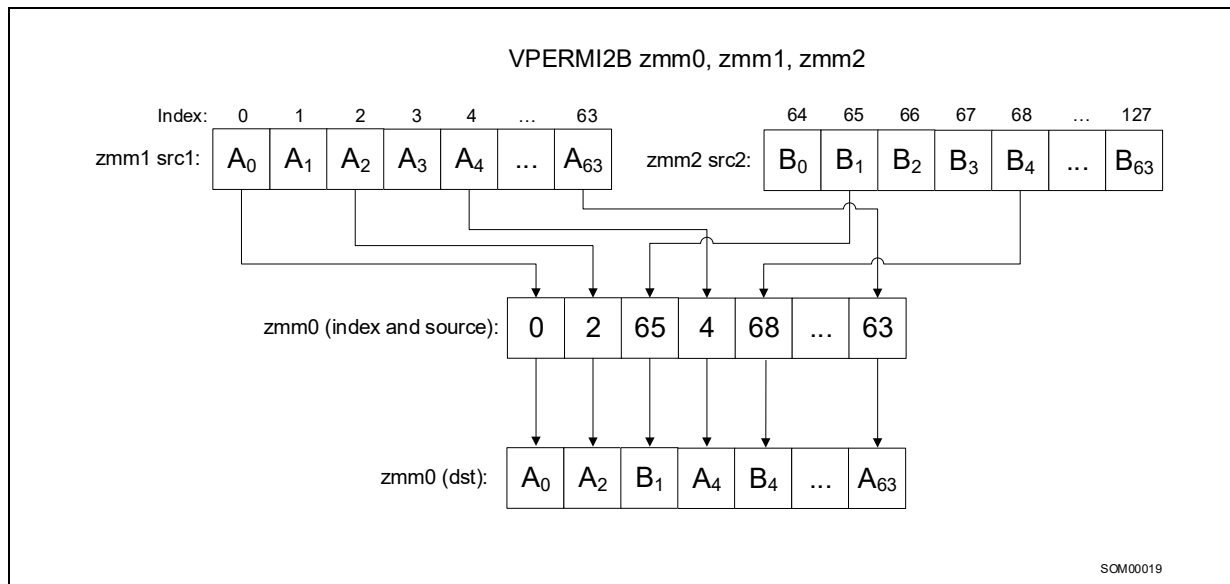 VPERMI2B zmm0, zmm1, zmm2
Index: 0 1 2 3 4 ... 63 64 65 66 67 68 ... 127
zmm1 src1: A0 A1 A2 A3 A4 ... A63 zmm2 src2: B0 B1 B2 B3 B4 ... B63
zmm0 (index and source): 0 2 65 4 68 ... 63
zmm0 (dst): A0 A2 B1 A4 B4 ... A63
SOM00019